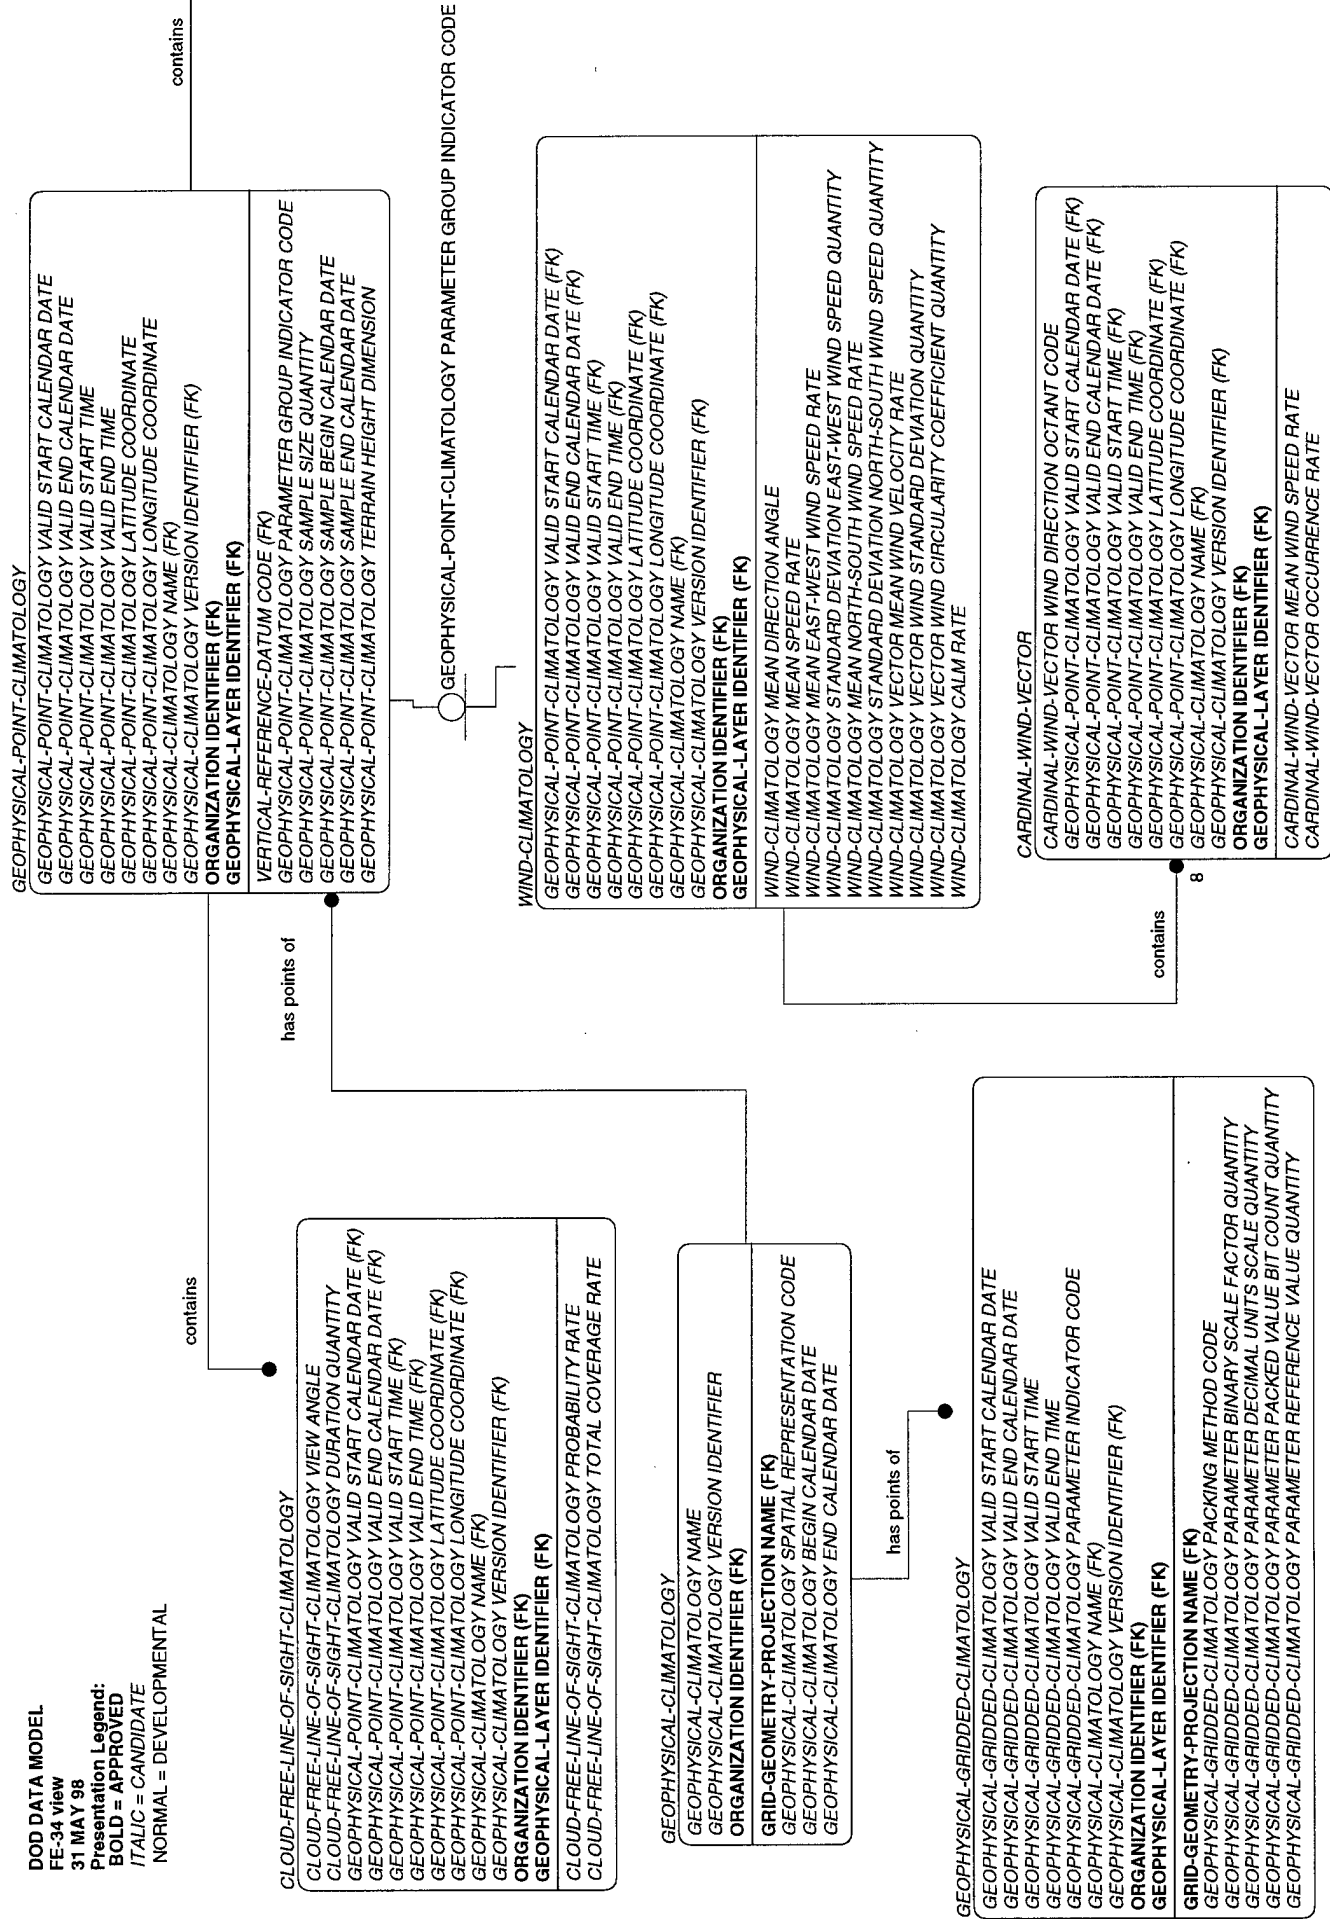 DOD DATA MODEL
FE-34 view
31 MAY 98
Presentation Legend:
BOLD = APPROVED
ITALIC = CANDIDATE
NORMAL = DEVELOPMENTAL
CLOUD-FREE-LINE-OF-SIGHT-CLIMATOLOGY
CLOUD-FREE-LINE-OF-SIGHT-CLIMATOLOGY VIEW ANGLE
CLOUD-FREE-LINE-OF-SIGHT-CLIMATOLOGY DURATION QUANTITY
GEOPHYSICAL-POINT-CLIMATOLOGY VALID START CALENDAR DATE (FK)
GEOPHYSICAL-POINT-CLIMATOLOGY VALID END CALENDAR DATE (FK)
GEOPHYSICAL-POINT-CLIMATOLOGY VALID START TIME (FK)
GEOPHYSICAL-POINT-CLIMATOLOGY VALID END TIME (FK)
GEOPHYSICAL-POINT-CLIMATOLOGY LATITUDE COORDINATE (FK)
GEOPHYSICAL-POINT-CLIMATOLOGY LONGITUDE COORDINATE (FK)
GEOPHYSICAL-CLIMATOLOGY NAME (FK)
GEOPHYSICAL-CLIMATOLOGY VERSION IDENTIFIER (FK)
ORGANIZATION IDENTIFIER (FK)
GEOPHYSICAL-LAYER IDENTIFIER (FK)
CLOUD-FREE-LINE-OF-SIGHT-CLIMATOLOGY PROBABILITY RATE
CLOUD-FREE-LINE-OF-SIGHT-CLIMATOLOGY TOTAL COVERAGE RATE
contains
GEOPHYSICAL-CLIMATOLOGY
GEOPHYSICAL-CLIMATOLOGY NAME
GEOPHYSICAL-CLIMATOLOGY VERSION IDENTIFIER
ORGANIZATION IDENTIFIER (FK)
GRID-GEOMETRY-PROJECTION NAME (FK)
GEOPHYSICAL-CLIMATOLOGY SPATIAL REPRESENTATION CODE
GEOPHYSICAL-CLIMATOLOGY BEGIN CALENDAR DATE
GEOPHYSICAL-CLIMATOLOGY END CALENDAR DATE
has points of
GEOPHYSICAL-GRIDDED-CLIMATOLOGY
GEOPHYSICAL-GRIDDED-CLIMATOLOGY VALID START CALENDAR DATE
GEOPHYSICAL-GRIDDED-CLIMATOLOGY VALID END CALENDAR DATE
GEOPHYSICAL-GRIDDED-CLIMATOLOGY VALID START TIME
GEOPHYSICAL-GRIDDED-CLIMATOLOGY VALID END TIME
GEOPHYSICAL-GRIDDED-CLIMATOLOGY PARAMETER INDICATOR CODE
GEOPHYSICAL-CLIMATOLOGY NAME (FK)
GEOPHYSICAL-CLIMATOLOGY VERSION IDENTIFIER (FK)
ORGANIZATION IDENTIFIER (FK)
GEOPHYSICAL-LAYER IDENTIFIER (FK)
GRID-GEOMETRY-PROJECTION NAME (FK)
GEOPHYSICAL-GRIDDED-CLIMATOLOGY PACKING METHOD CODE
GEOPHYSICAL-GRIDDED-CLIMATOLOGY PARAMETER BINARY SCALE FACTOR QUANTITY
GEOPHYSICAL-GRIDDED-CLIMATOLOGY PARAMETER DECIMAL UNITS SCALE QUANTITY
GEOPHYSICAL-GRIDDED-CLIMATOLOGY PARAMETER PACKED VALUE BIT COUNT QUANTITY
GEOPHYSICAL-GRIDDED-CLIMATOLOGY PARAMETER REFERENCE VALUE QUANTITY
GEOPHYSICAL-POINT-CLIMATOLOGY
GEOPHYSICAL-POINT-CLIMATOLOGY VALID START CALENDAR DATE
GEOPHYSICAL-POINT-CLIMATOLOGY VALID END CALENDAR DATE
GEOPHYSICAL-POINT-CLIMATOLOGY VALID START TIME
GEOPHYSICAL-POINT-CLIMATOLOGY VALID END TIME
GEOPHYSICAL-POINT-CLIMATOLOGY LATITUDE COORDINATE
GEOPHYSICAL-POINT-CLIMATOLOGY LONGITUDE COORDINATE
GEOPHYSICAL-CLIMATOLOGY NAME (FK)
GEOPHYSICAL-CLIMATOLOGY VERSION IDENTIFIER (FK)
ORGANIZATION IDENTIFIER (FK)
GEOPHYSICAL-LAYER IDENTIFIER (FK)
VERTICAL-REFERENCE-DATUM CODE (FK)
GEOPHYSICAL-POINT-CLIMATOLOGY PARAMETER GROUP INDICATOR CODE
GEOPHYSICAL-POINT-CLIMATOLOGY SAMPLE SIZE QUANTITY
GEOPHYSICAL-POINT-CLIMATOLOGY SAMPLE BEGIN CALENDAR DATE
GEOPHYSICAL-POINT-CLIMATOLOGY SAMPLE END CALENDAR DATE
GEOPHYSICAL-POINT-CLIMATOLOGY TERRAIN HEIGHT DIMENSION
contains
has points of
GEOPHYSICAL-POINT-CLIMATOLOGY PARAMETER GROUP INDICATOR CODE
WIND-CLIMATOLOGY
GEOPHYSICAL-POINT-CLIMATOLOGY VALID START CALENDAR DATE (FK)
GEOPHYSICAL-POINT-CLIMATOLOGY VALID END CALENDAR DATE (FK)
GEOPHYSICAL-POINT-CLIMATOLOGY VALID START TIME (FK)
GEOPHYSICAL-POINT-CLIMATOLOGY VALID END TIME (FK)
GEOPHYSICAL-POINT-CLIMATOLOGY LATITUDE COORDINATE (FK)
GEOPHYSICAL-POINT-CLIMATOLOGY LONGITUDE COORDINATE (FK)
GEOPHYSICAL-CLIMATOLOGY NAME (FK)
GEOPHYSICAL-CLIMATOLOGY VERSION IDENTIFIER (FK)
ORGANIZATION IDENTIFIER (FK)
GEOPHYSICAL-LAYER IDENTIFIER (FK)
WIND-CLIMATOLOGY MEAN DIRECTION ANGLE
WIND-CLIMATOLOGY MEAN SPEED RATE
WIND-CLIMATOLOGY MEAN EAST-WEST WIND SPEED RATE
WIND-CLIMATOLOGY STANDARD DEVIATION EAST-WEST WIND SPEED QUANTITY
WIND-CLIMATOLOGY MEAN NORTH-SOUTH WIND SPEED RATE
WIND-CLIMATOLOGY STANDARD DEVIATION NORTH-SOUTH WIND SPEED QUANTITY
WIND-CLIMATOLOGY VECTOR MEAN WIND VELOCITY RATE
WIND-CLIMATOLOGY VECTOR WIND STANDARD DEVIATION QUANTITY
WIND-CLIMATOLOGY VECTOR WIND CIRCULARITY COEFFICIENT QUANTITY
WIND-CLIMATOLOGY CALM RATE
contains
8
CARDINAL-WIND-VECTOR
CARDINAL-WIND-VECTOR WIND DIRECTION OCTANT CODE
GEOPHYSICAL-POINT-CLIMATOLOGY VALID START CALENDAR DATE (FK)
GEOPHYSICAL-POINT-CLIMATOLOGY VALID END CALENDAR DATE (FK)
GEOPHYSICAL-POINT-CLIMATOLOGY VALID START TIME (FK)
GEOPHYSICAL-POINT-CLIMATOLOGY VALID END TIME (FK)
GEOPHYSICAL-POINT-CLIMATOLOGY LATITUDE COORDINATE (FK)
GEOPHYSICAL-POINT-CLIMATOLOGY LONGITUDE COORDINATE (FK)
GEOPHYSICAL-CLIMATOLOGY NAME (FK)
GEOPHYSICAL-CLIMATOLOGY VERSION IDENTIFIER (FK)
ORGANIZATION IDENTIFIER (FK)
GEOPHYSICAL-LAYER IDENTIFIER (FK)
CARDINAL-WIND-VECTOR MEAN WIND SPEED RATE
CARDINAL-WIND-VECTOR OCCURRENCE RATE